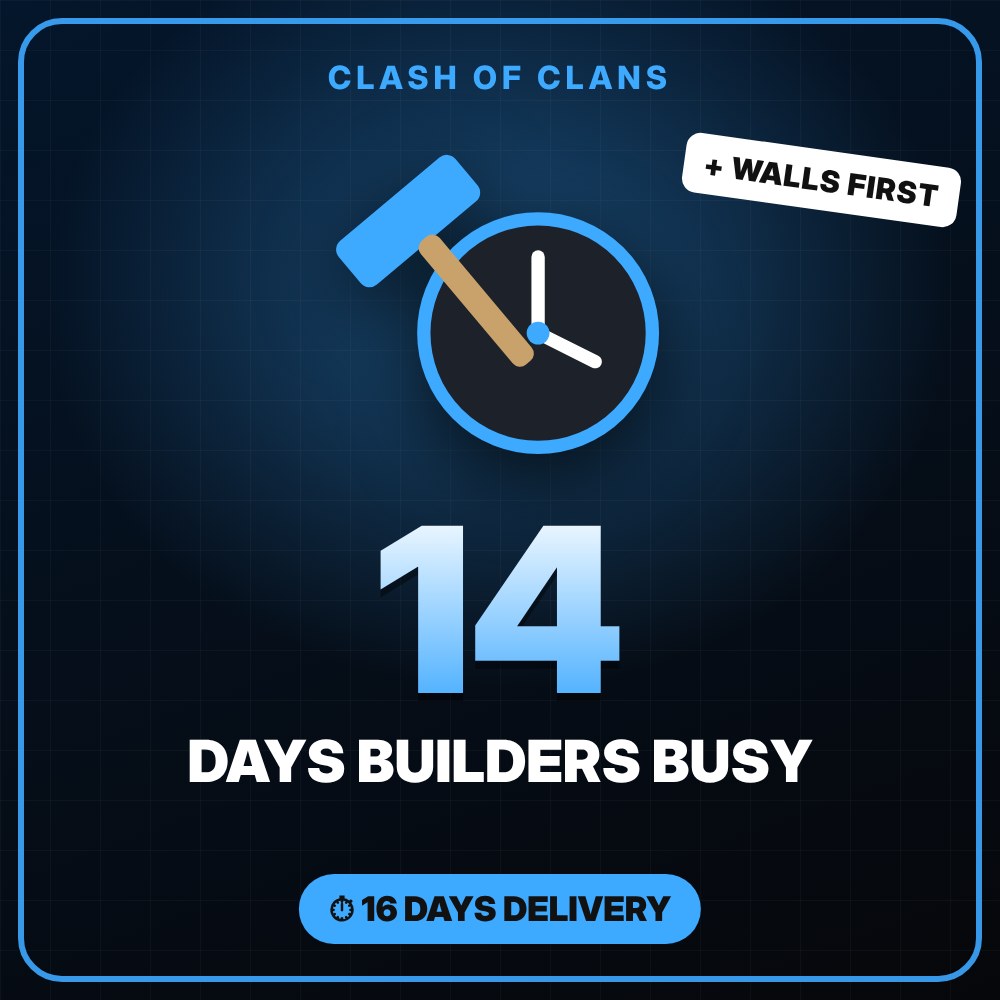 CLASH OF CLANS
+ WALLS FIRST
14
DAYS BUILDERS BUSY
⏱ 16 DAYS DELIVERY